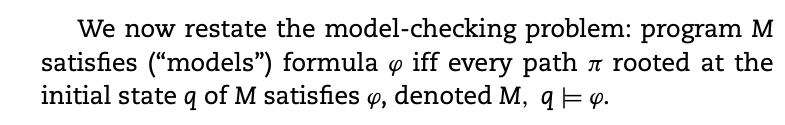 We now restate the model-checking problem: program M
satisfies (“models”) formula φ iff every path π rooted at the
initial state q of M satisfies φ, denoted M, q ⊨ φ.